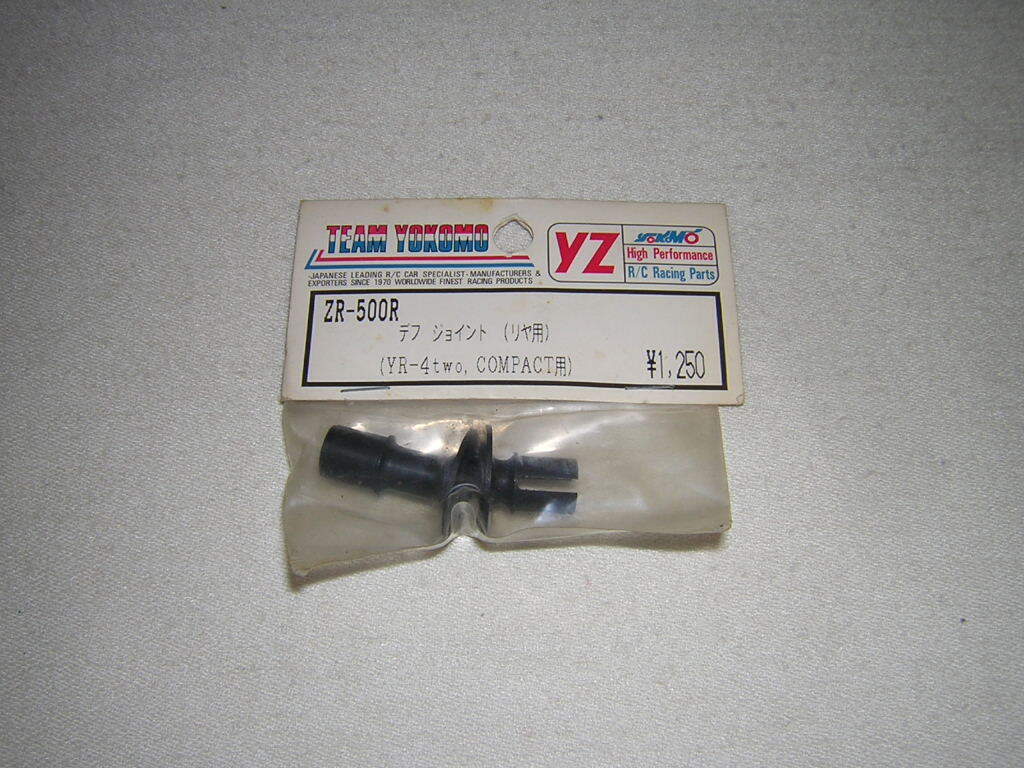 TEAM YOKOMO
-JAPANESE LEADING R/C CAR SPECIALIST-MANUFACTURERS &
EXPORTERS SINCE 1970 WORLDWIDE FINEST RACING PRODUCTS
YZ
YOKOMO
High Performance
R/C Racing Parts
ZR-500R
デフ ジョイント (リヤ用)
(YR-4two, COMPACT用)
¥1,250